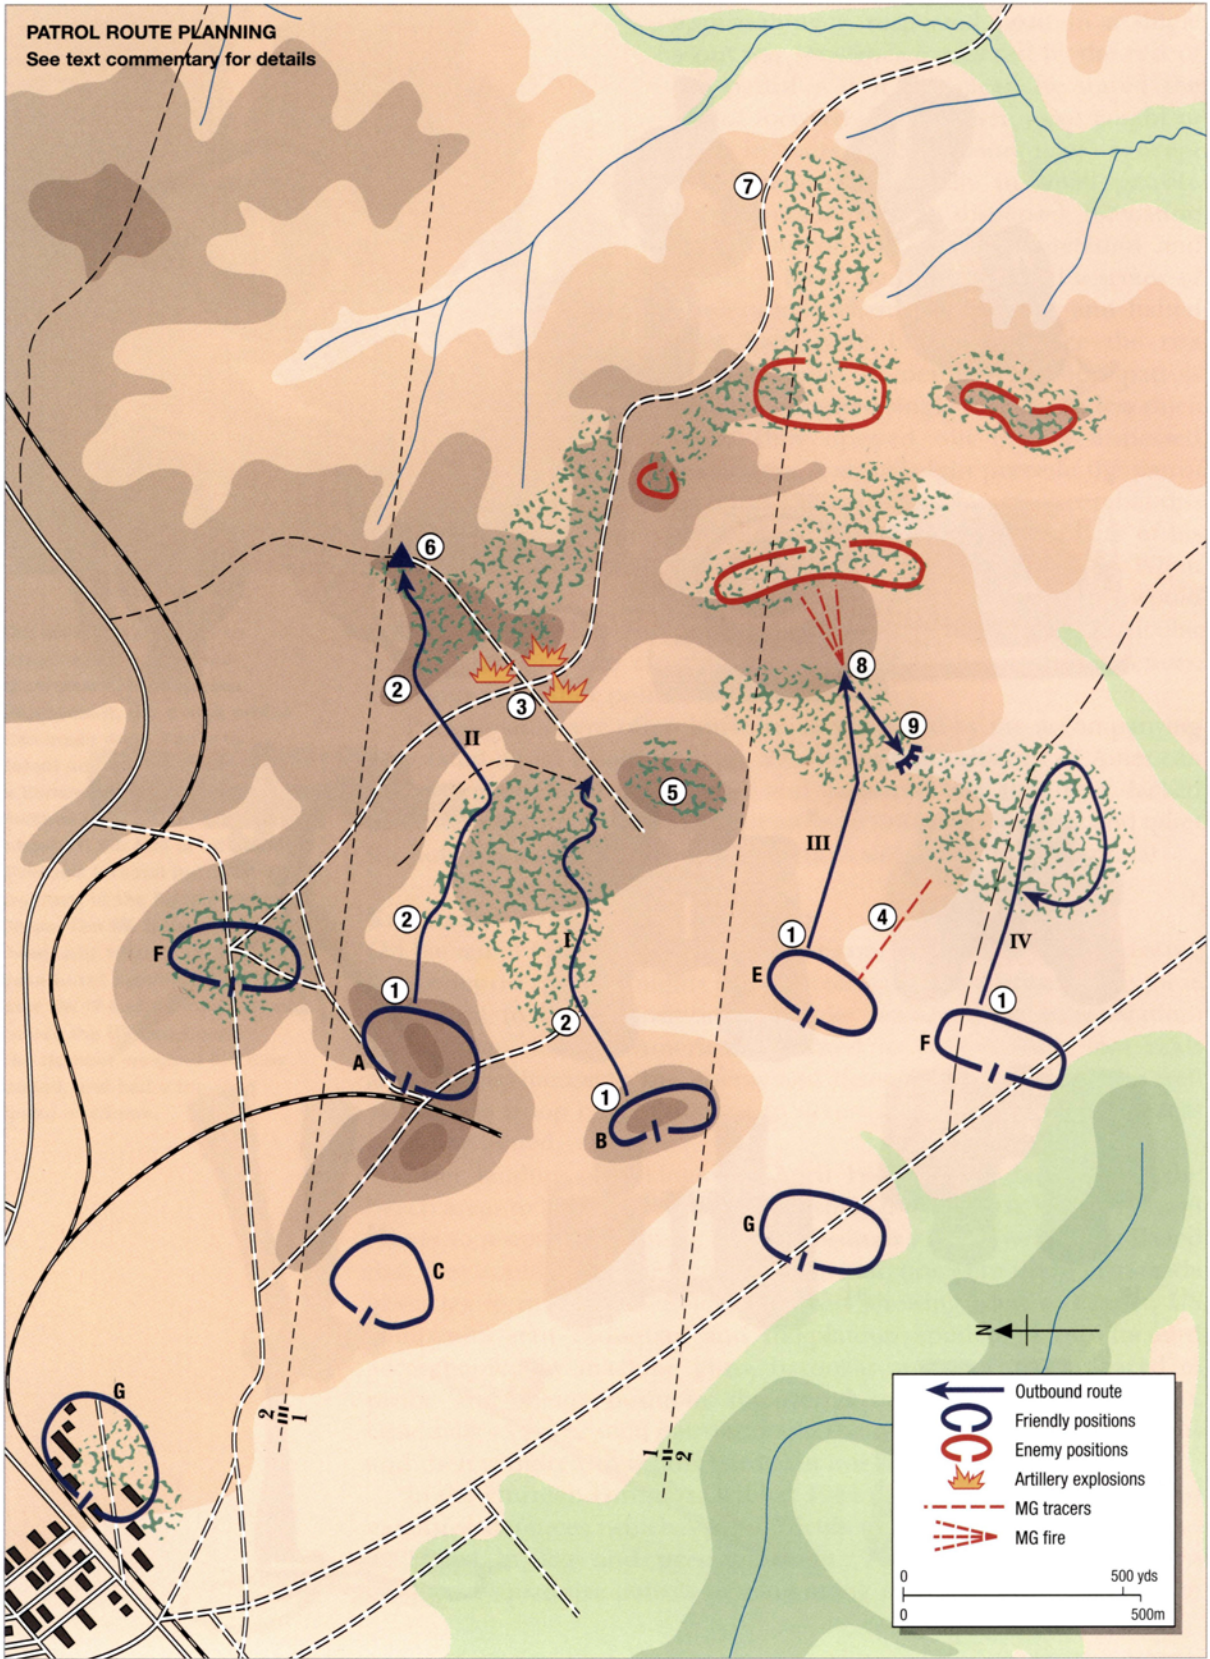 PATROL ROUTE PLANNING
See text commentary for details
7
6
2
3
II
8
9
5
III
F
2
1
4
IV
I
E
1
1
2
A
F
1
B
G
C
G
2
1
1
2
N
Outbound route
Friendly positions
Enemy positions
Artillery explosions
MG tracers
MG fire
0 500 yds
0 500m